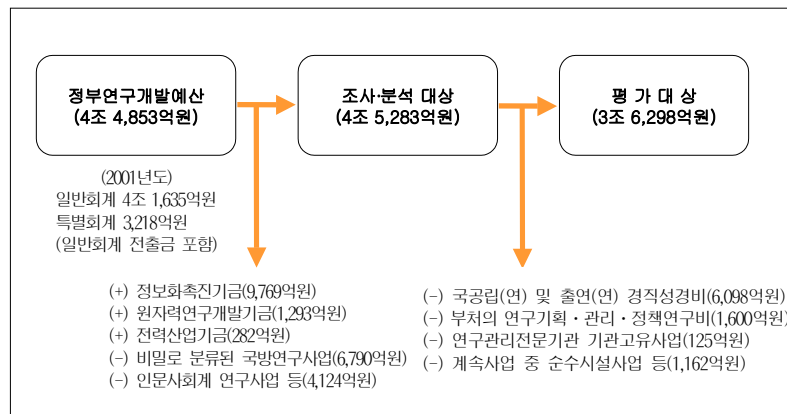 정부연구개발예산
(4조 4,853억원)
조사·분석 대상
(4조 5,283억원)
평 가 대 상
(3조 6,298억원)
(2001년도)
일반회계 4조 1,635억원
특별회계 3,218억원
(일반회계 전출금 포함)
(+) 정보화촉진기금(9,769억원)
(+) 원자력연구개발기금(1,293억원)
(+) 전력산업기금(282억원)
(-) 비밀로 분류된 국방연구사업(6,790억원)
(-) 인문사회계 연구사업 등(4,124억원)
(-) 국공립(연) 및 출연(연) 경직성경비(6,098억원)
(-) 부처의 연구기획・관리・정책연구비(1,600억원)
(-) 연구관리전문기관 기관고유사업(125억원)
(-) 계속사업 중 순수시설사업 등(1,162억원)